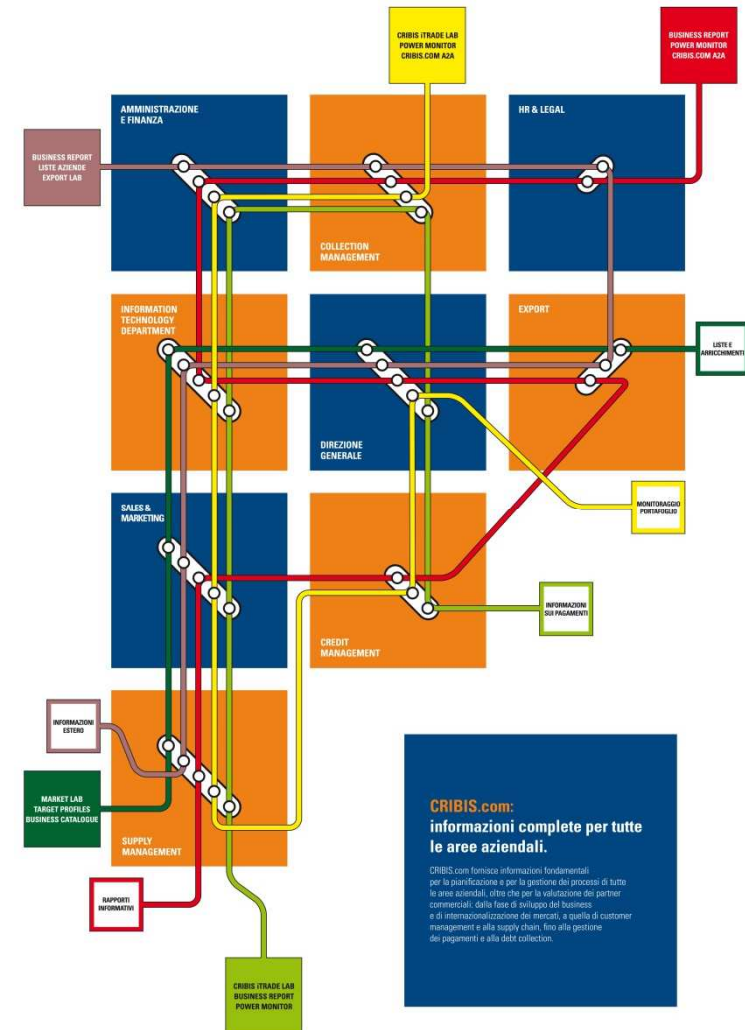 CRIBIS iTRADE LAB
POWER MONITOR
CRIBIS.COM A2A
BUSINESS REPORT
POWER MONITOR
CRIBIS.COM A2A
AMMINISTRAZIONE
E FINANZA
HR & LEGAL
BUSINESS REPORT
LISTE AZIENDE
EXPORT LAB
COLLECTION
MANAGEMENT
INFORMATION
TECHNOLOGY
DEPARTMENT
EXPORT
LISTE E
ARRICCHIMENTI
DIREZIONE
GENERALE
SALES &
MARKETING
MONITORAGGIO
PORTAFOGLIO
INFORMAZIONI
SUI PAGAMENTI
CREDIT
MANAGEMENT
INFORMAZIONI
ESTERO
MARKET LAB
TARGET PROFILES
BUSINESS CATALOGUE
SUPPLY
MANAGEMENT
RAPPORTI
INFORMATIVI
CRIBIS iTRADE LAB
BUSINESS REPORT
POWER MONITOR
CRIBIS.com:
informazioni complete per tutte
le aree aziendali.
CRIBIS.com fornisce informazioni fondamentali
per la pianificazione e per la gestione dei processi di tutte
le aree aziendali, oltre che per la valutazione dei partner
commerciali: dalla fase di sviluppo del business
e di internazionalizzazione dei mercati, a quella di customer
management e alla supply chain, fino alla gestione
dei pagamenti e alla debt collection.